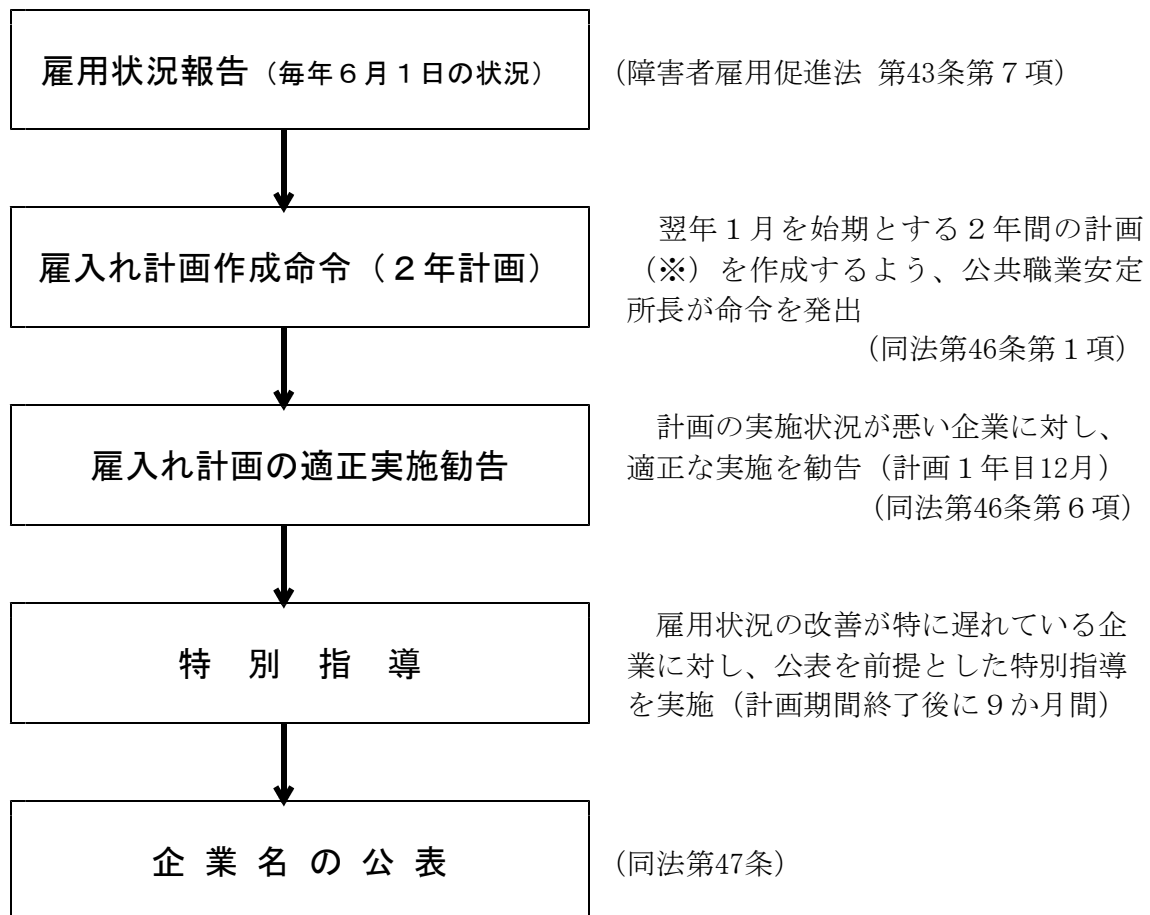 雇用状況報告（毎年６月１日の状況）
（障害者雇用促進法 第43条第７項）
雇入れ計画作成命令（２年計画）
翌年１月を始期とする２年間の計画
（※）を作成するよう、公共職業安定
所長が命令を発出
（同法第46条第１項）
雇入れ計画の適正実施勧告
計画の実施状況が悪い企業に対し、
適正な実施を勧告（計画１年目12月）
（同法第46条第６項）
特　別　指　導
雇用状況の改善が特に遅れている企
業に対し、公表を前提とした特別指導
を実施（計画期間終了後に９か月間）
企 業 名 の 公 表
（同法第47条）